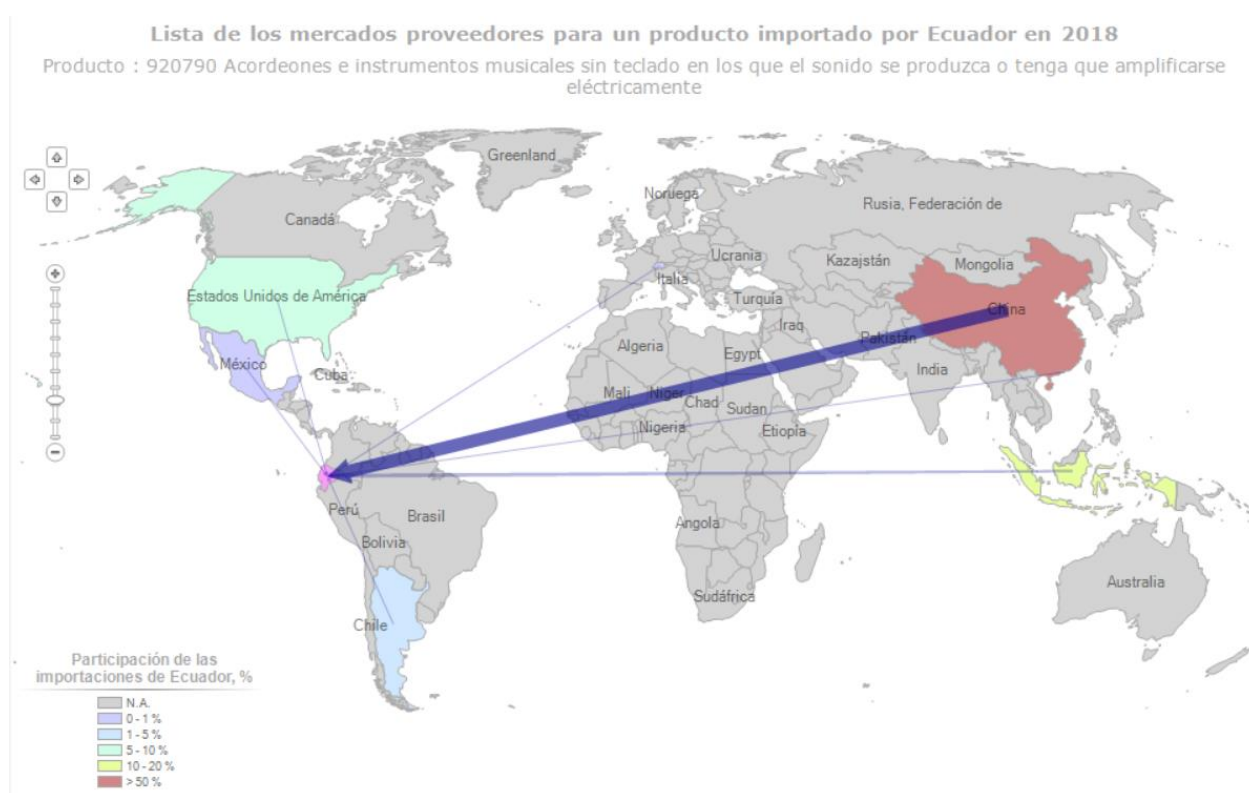 Lista de los mercados proveedores para un producto importado por Ecuador en 2018
Producto : 920790 Acordeones e instrumentos musicales sin teclado en los que el sonido se produzca o tenga que amplificarse
eléctricamente
Greenland
Noruega
Rusia, Federación de
Canadá
Ucrania
Kazajstán
Mongolia
Italia
Estados Unidos de América
Turquía
China
Iraq
Pakistán
Algeria
Egypt
México
Cuba
India
Mali
Niger
Chad
Sudan
Nigeria
Etiopía
Perú
Brasil
Angola
Bolivia
Australia
Sudáfrica
Chile
Participación de las
importaciones de Ecuador, %
N.A.
0 - 1 %
1 - 5 %
5 - 10 %
10 - 20 %
> 50 %